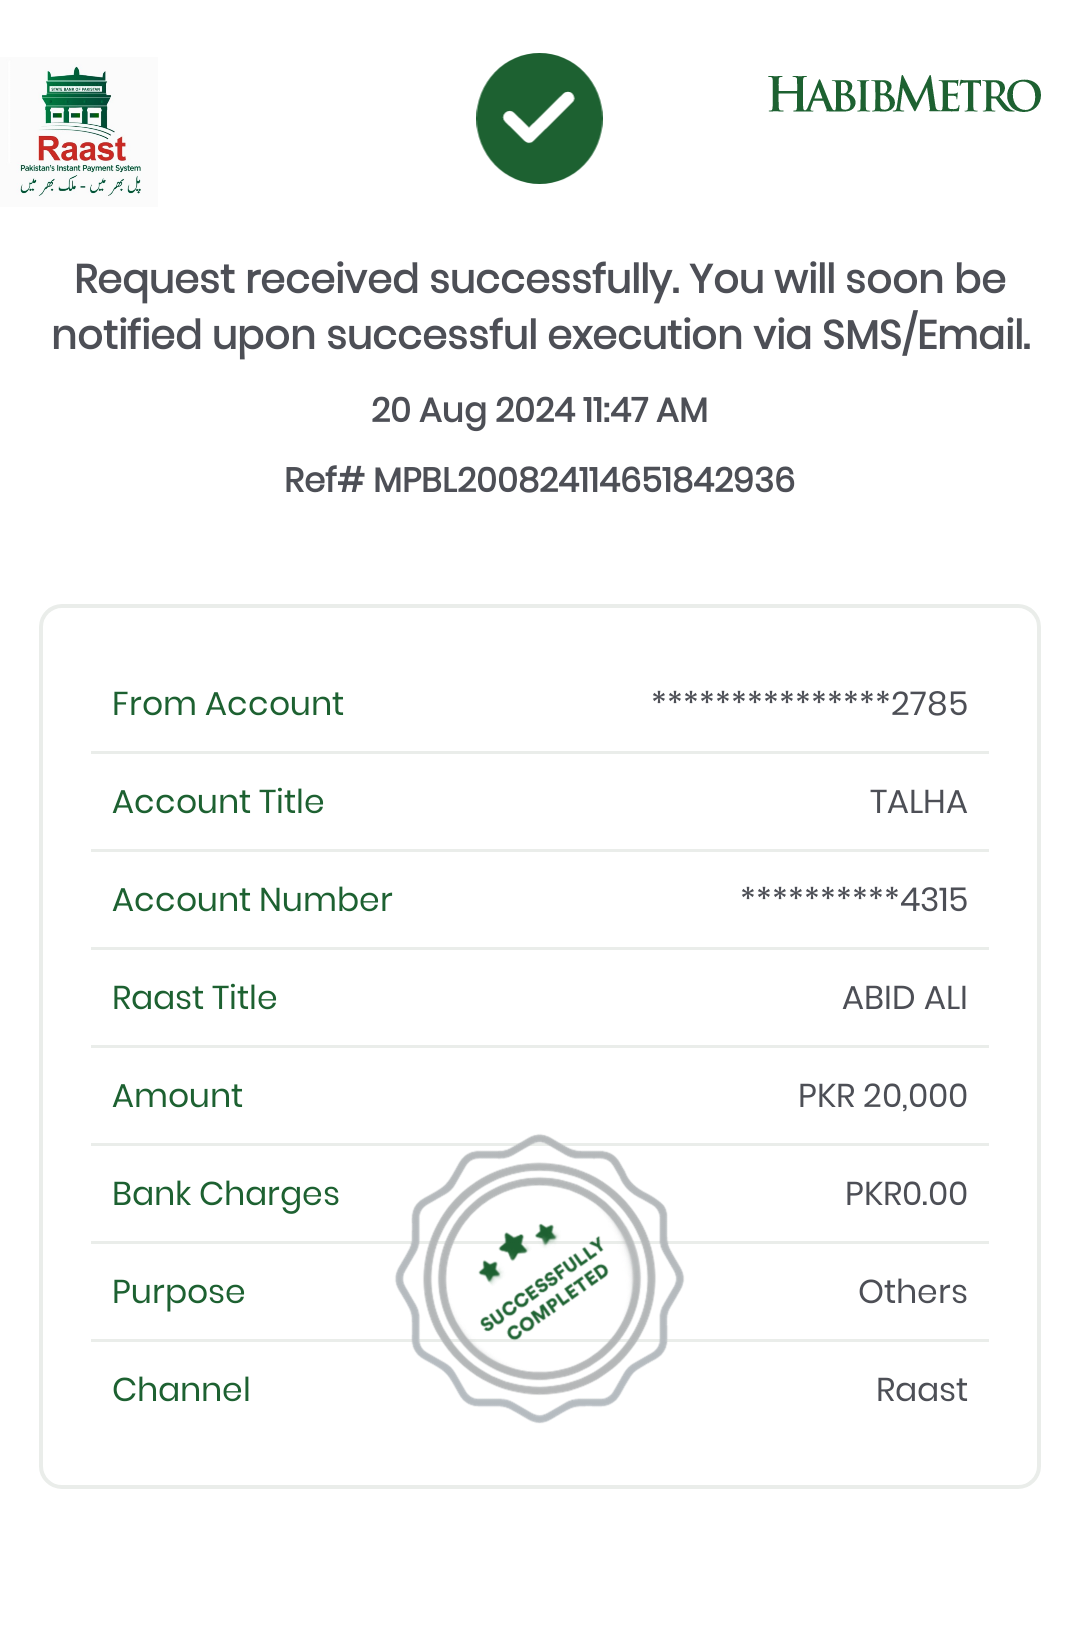 STATE BANK OF PAKISTAN
Raast
Pakistan's Instant Payment System
پل بھر میں - ملک بھر میں
HABIBMETRO
Request received successfully. You will soon be
notified upon successful execution via SMS/Email.
20 Aug 2024 11:47 AM
Ref# MPBL200824114651842936
From Account ***************2785
Account Title TALHA
Account Number **********4315
Raast Title ABID ALI
Amount PKR 20,000
Bank Charges PKR0.00
Purpose Others
Channel Raast
SUCCESSFULLY
COMPLETED